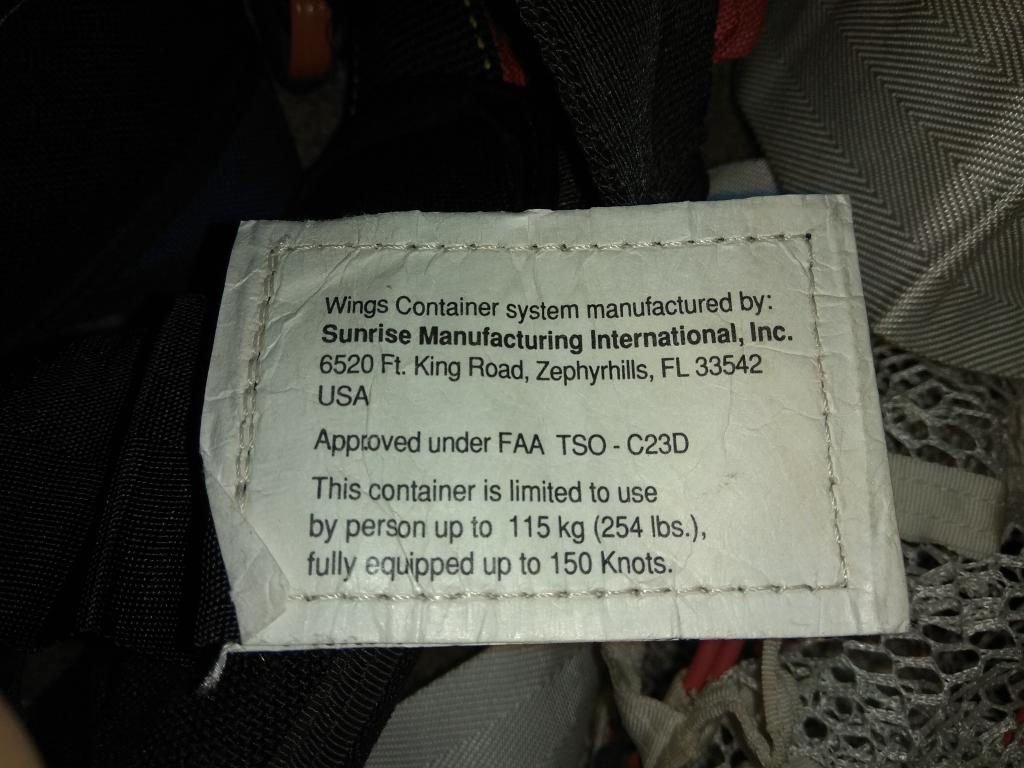 Wings Container system manufactured by:
Sunrise Manufacturing International, Inc.
6520 Ft. King Road, Zephyrhills, FL 33542
USA
Approved under FAA TSO - C23D
This container is limited to use
by person up to 115 kg (254 lbs.),
fully equipped up to 150 Knots.